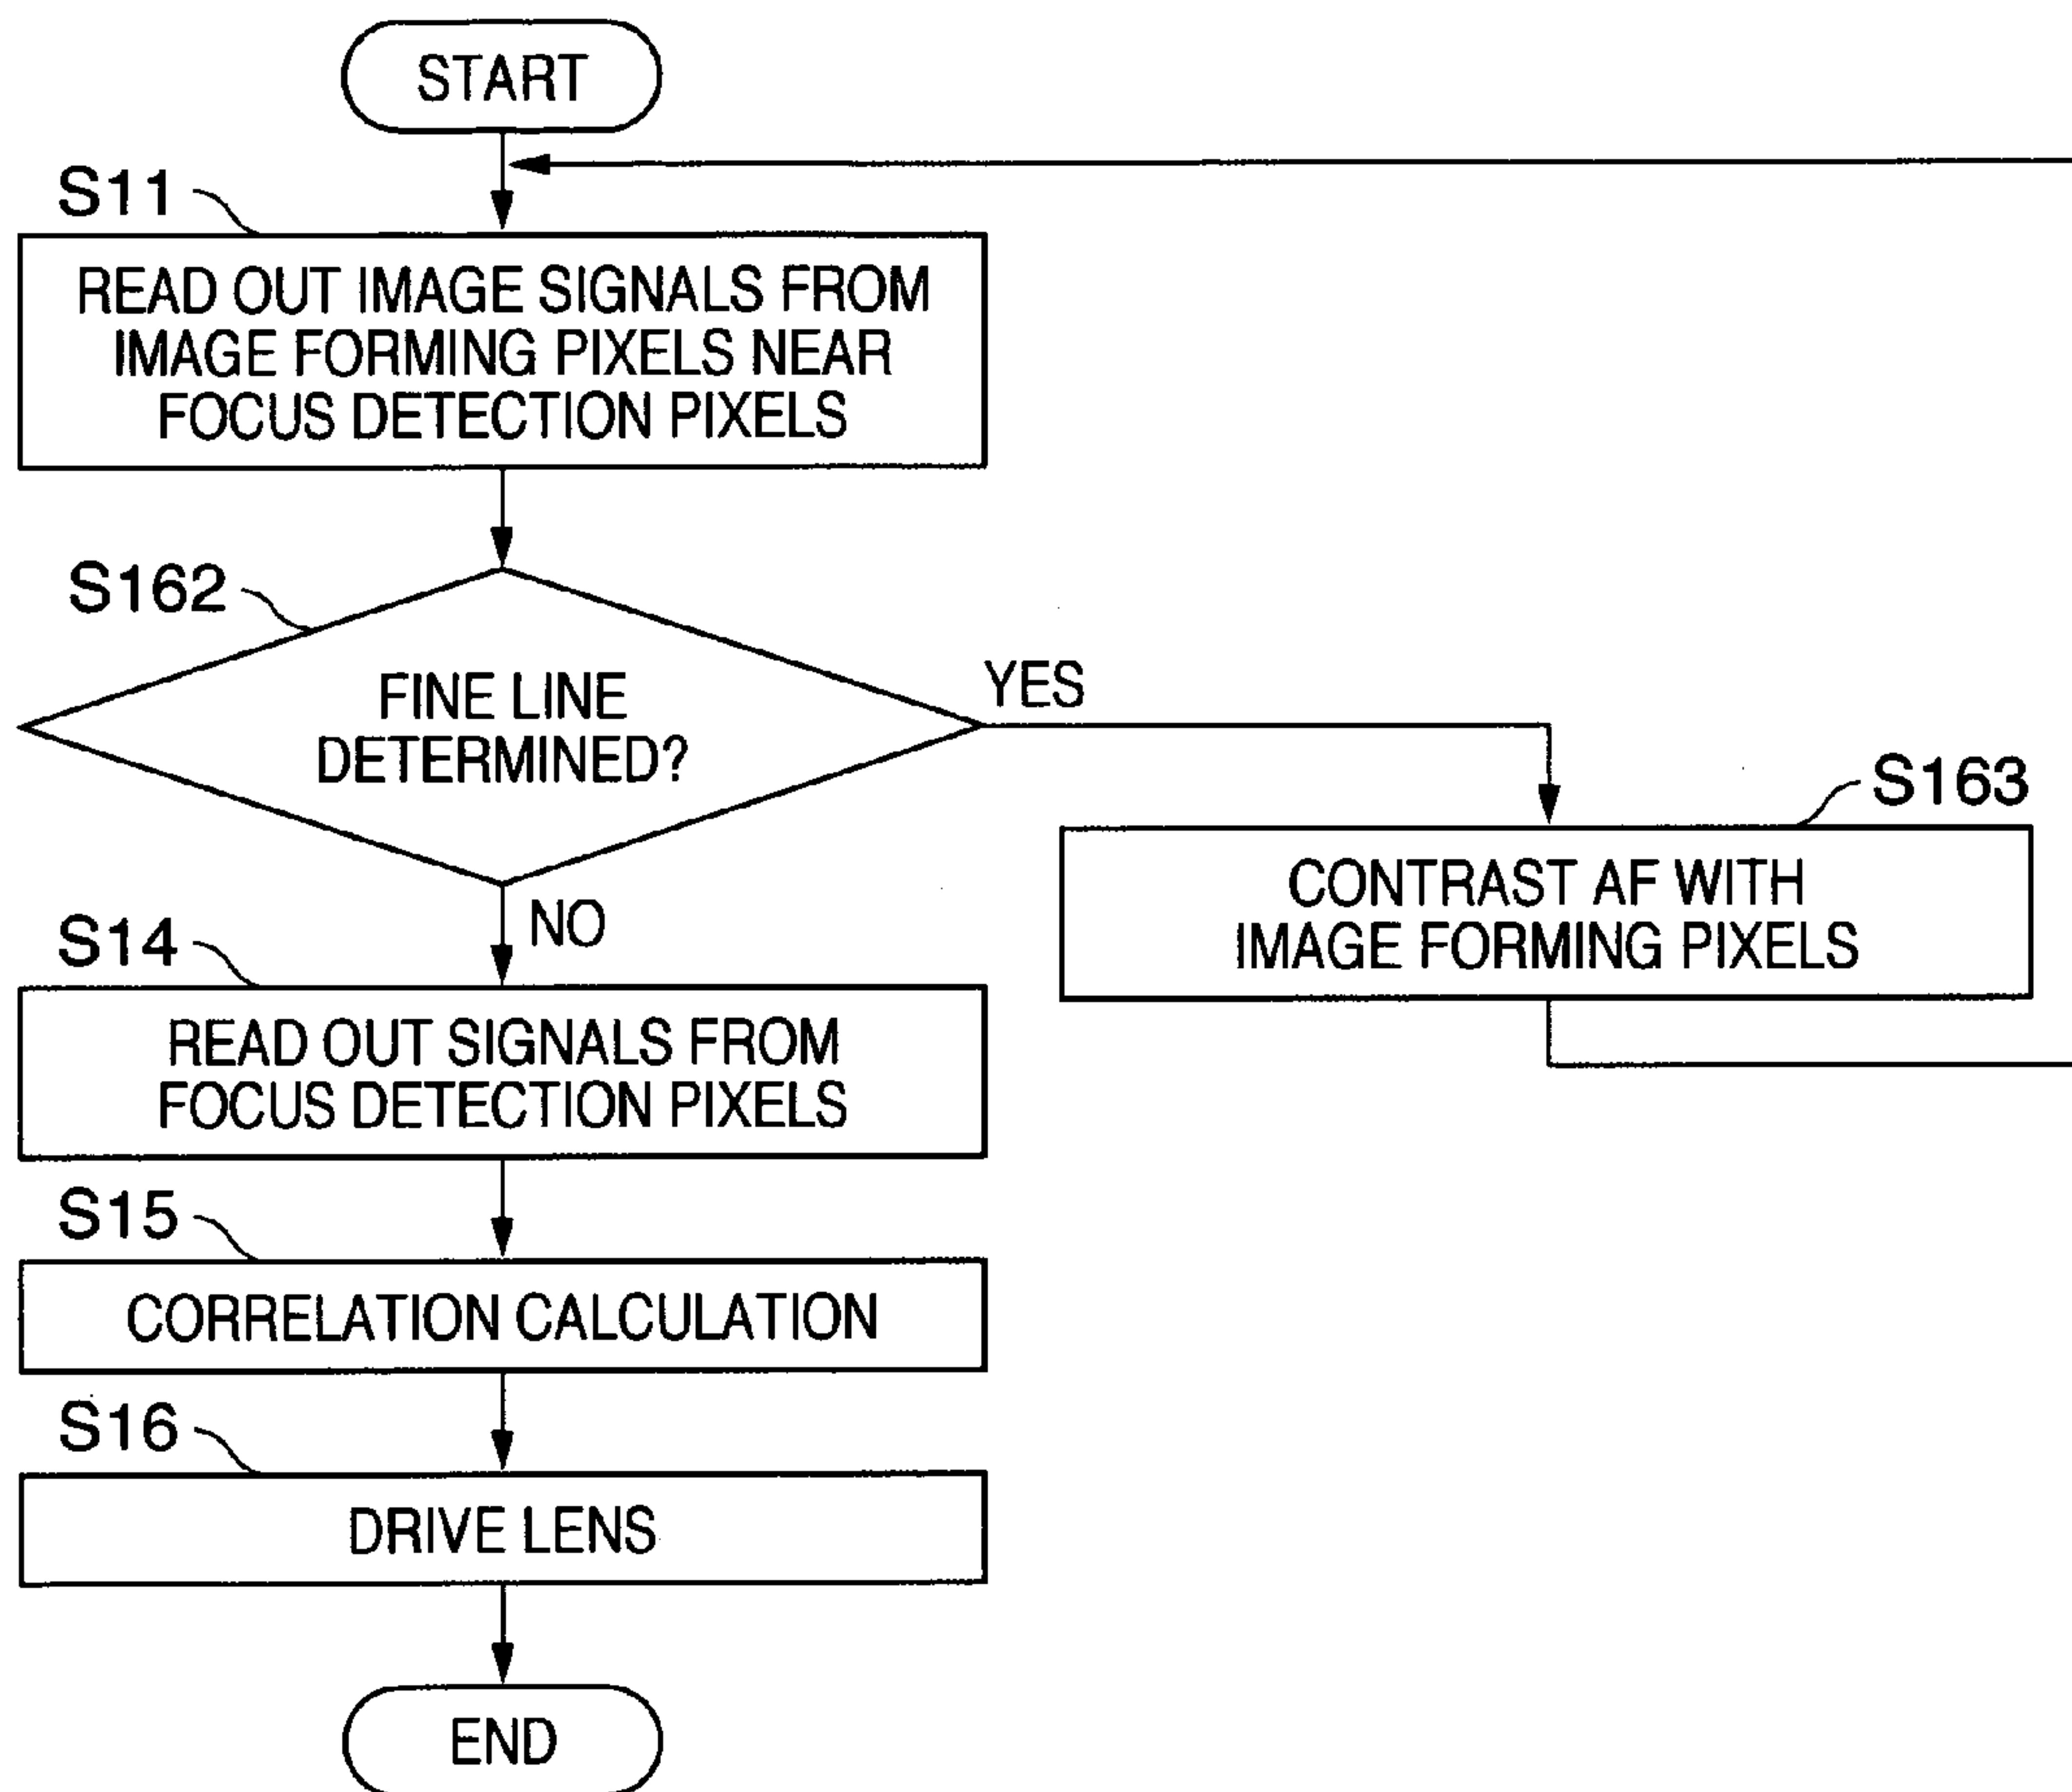 START
S11
READ OUT IMAGE SIGNALS FROM
IMAGE FORMING PIXELS NEAR
FOCUS DETECTION PIXELS
S162
FINE LINE
DETERMINED?
YES
S163
CONTRAST AF WITH
IMAGE FORMING PIXELS
NO
S14
READ OUT SIGNALS FROM
FOCUS DETECTION PIXELS
S15
CORRELATION CALCULATION
S16
DRIVE LENS
END